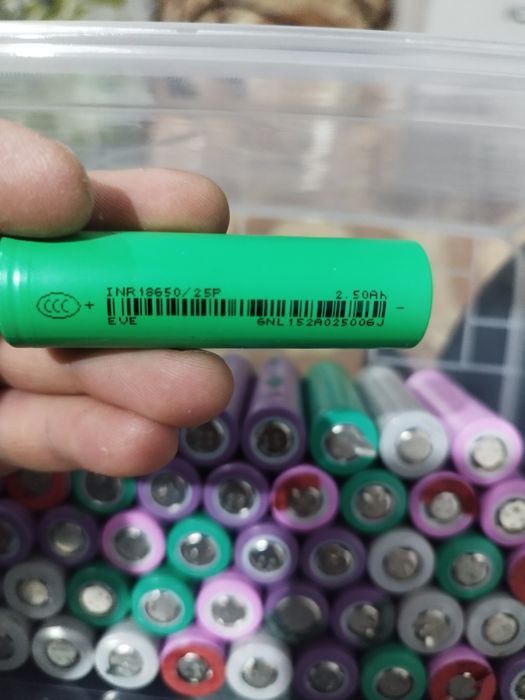 INR18650/25P 2.50Ah
CCC + -
EVE 6NL152A025006J